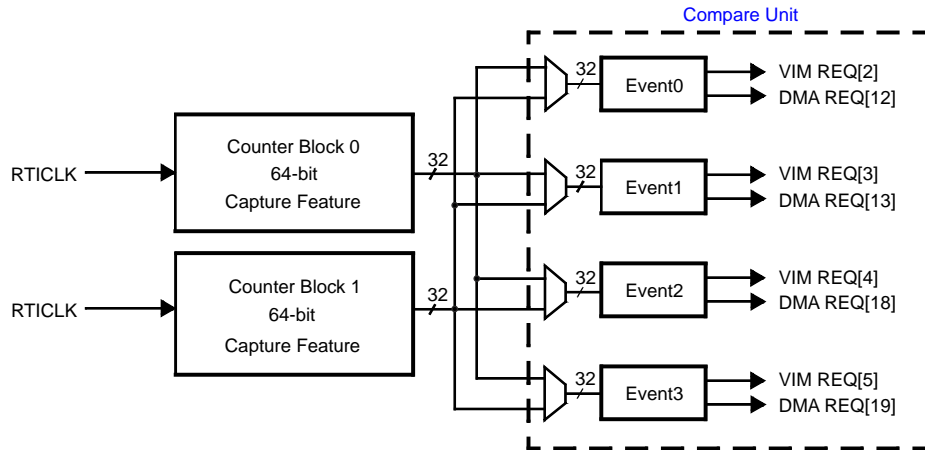 Compare Unit
32
Event0
VIM REQ[2]
DMA REQ[12]
RTICLK
Counter Block 0
64-bit
Capture Feature
32
32
Event1
VIM REQ[3]
DMA REQ[13]
RTICLK
Counter Block 1
64-bit
Capture Feature
32
32
Event2
VIM REQ[4]
DMA REQ[18]
32
Event3
VIM REQ[5]
DMA REQ[19]